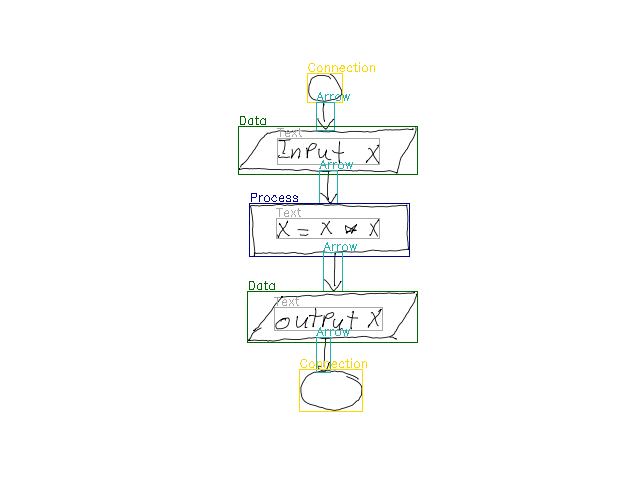 Connection
Arrow
Data
Text
Input X
Arrow
Process
Text
X = X * X
Arrow
Data
Text
output X
Arrow
Connection